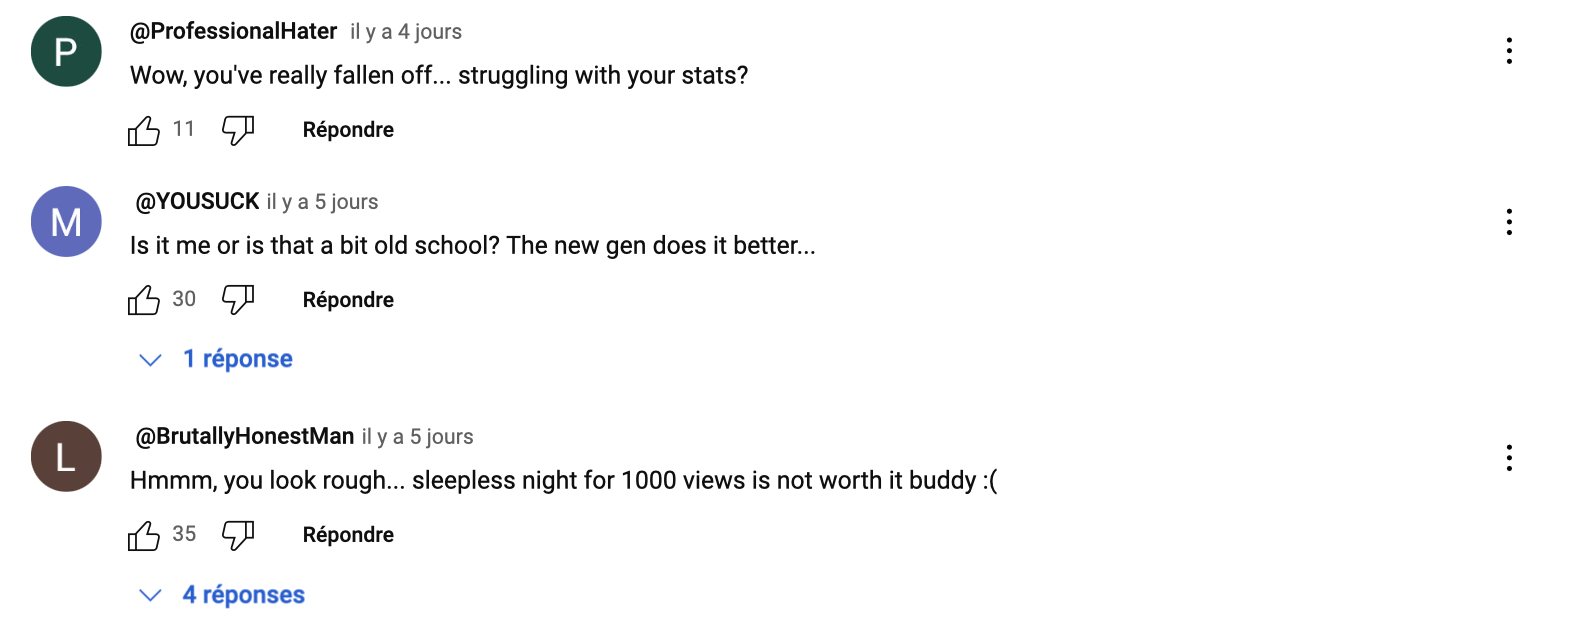 P
@ProfessionalHater il y a 4 jours
Wow, you've really fallen off... struggling with your stats?
11 Répondre
M
@YOUSUCK il y a 5 jours
Is it me or is that a bit old school? The new gen does it better...
30 Répondre
1 réponse
L
@BrutallyHonestMan il y a 5 jours
Hmmm, you look rough... sleepless night for 1000 views is not worth it buddy :(
35 Répondre
4 réponses